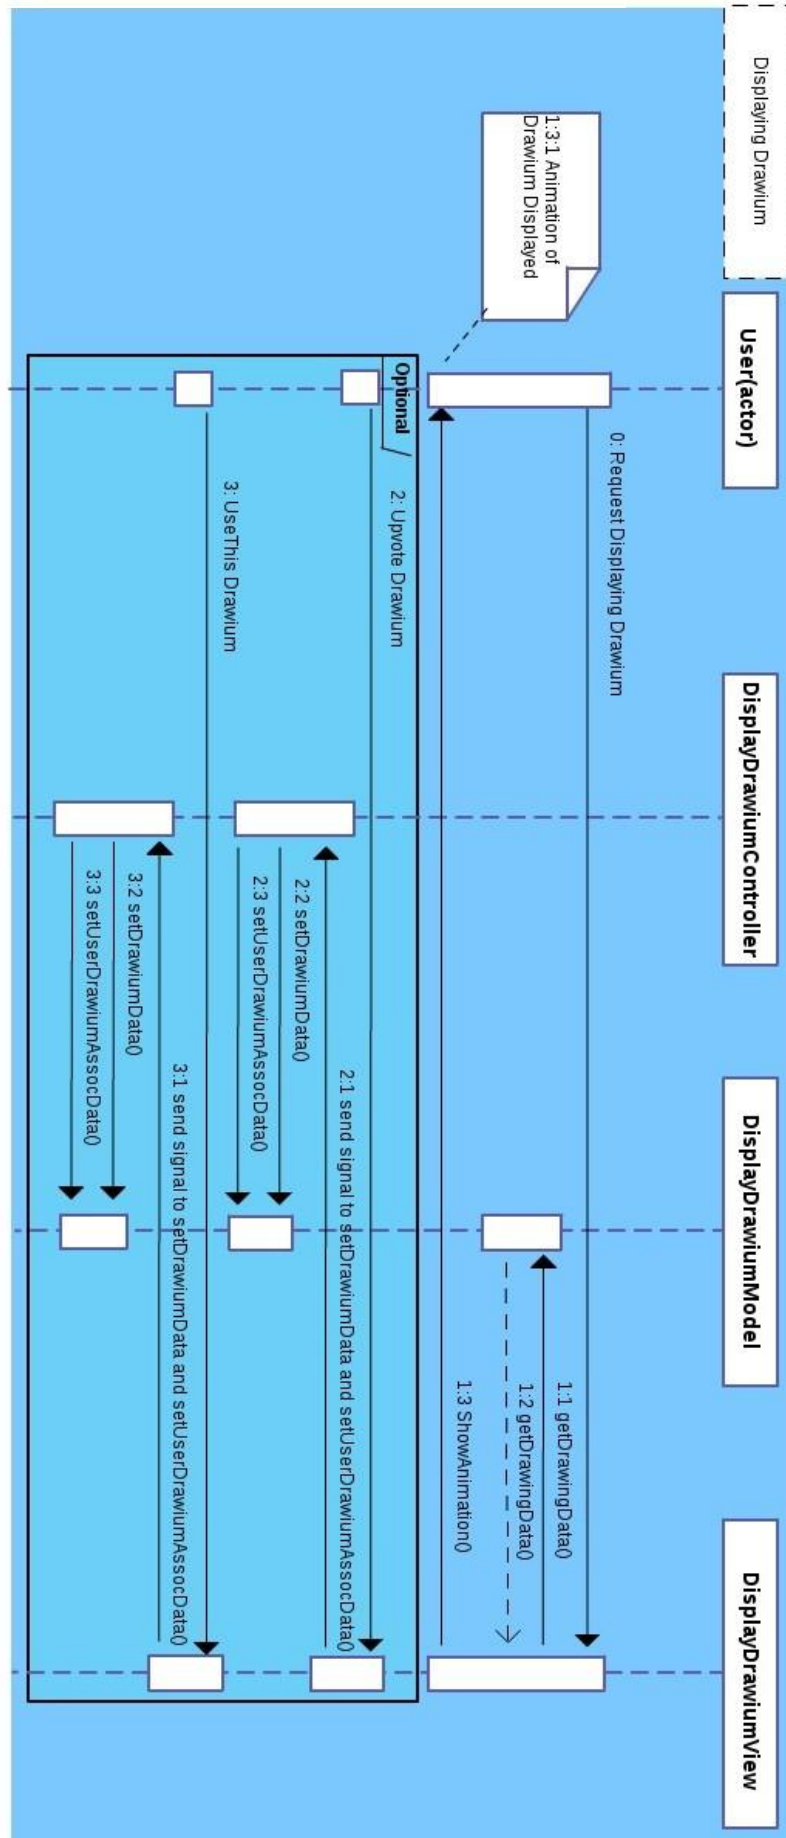 Displaying Drawium
User(actor)
DisplayDrawiumController
DisplayDrawiumModel
DisplayDrawiumView
0: Request Displaying Drawium
1:1 getDrawingData()
1:2 getDrawingData()
1:3:1 Animation of
Drawium Displayed
1:3 ShowAnimation()
Optional
2: Upvote Drawium
2:1 send signal to setDrawiumData and setUserDrawiumAssocData()
2:2 setDrawiumData()
2:3 setUserDrawiumAssocData()
3: UseThis Drawium
3:1 send signal to setDrawiumData and setUserDrawiumAssocData()
3:2 setDrawiumData()
3:3 setUserDrawiumAssocData()